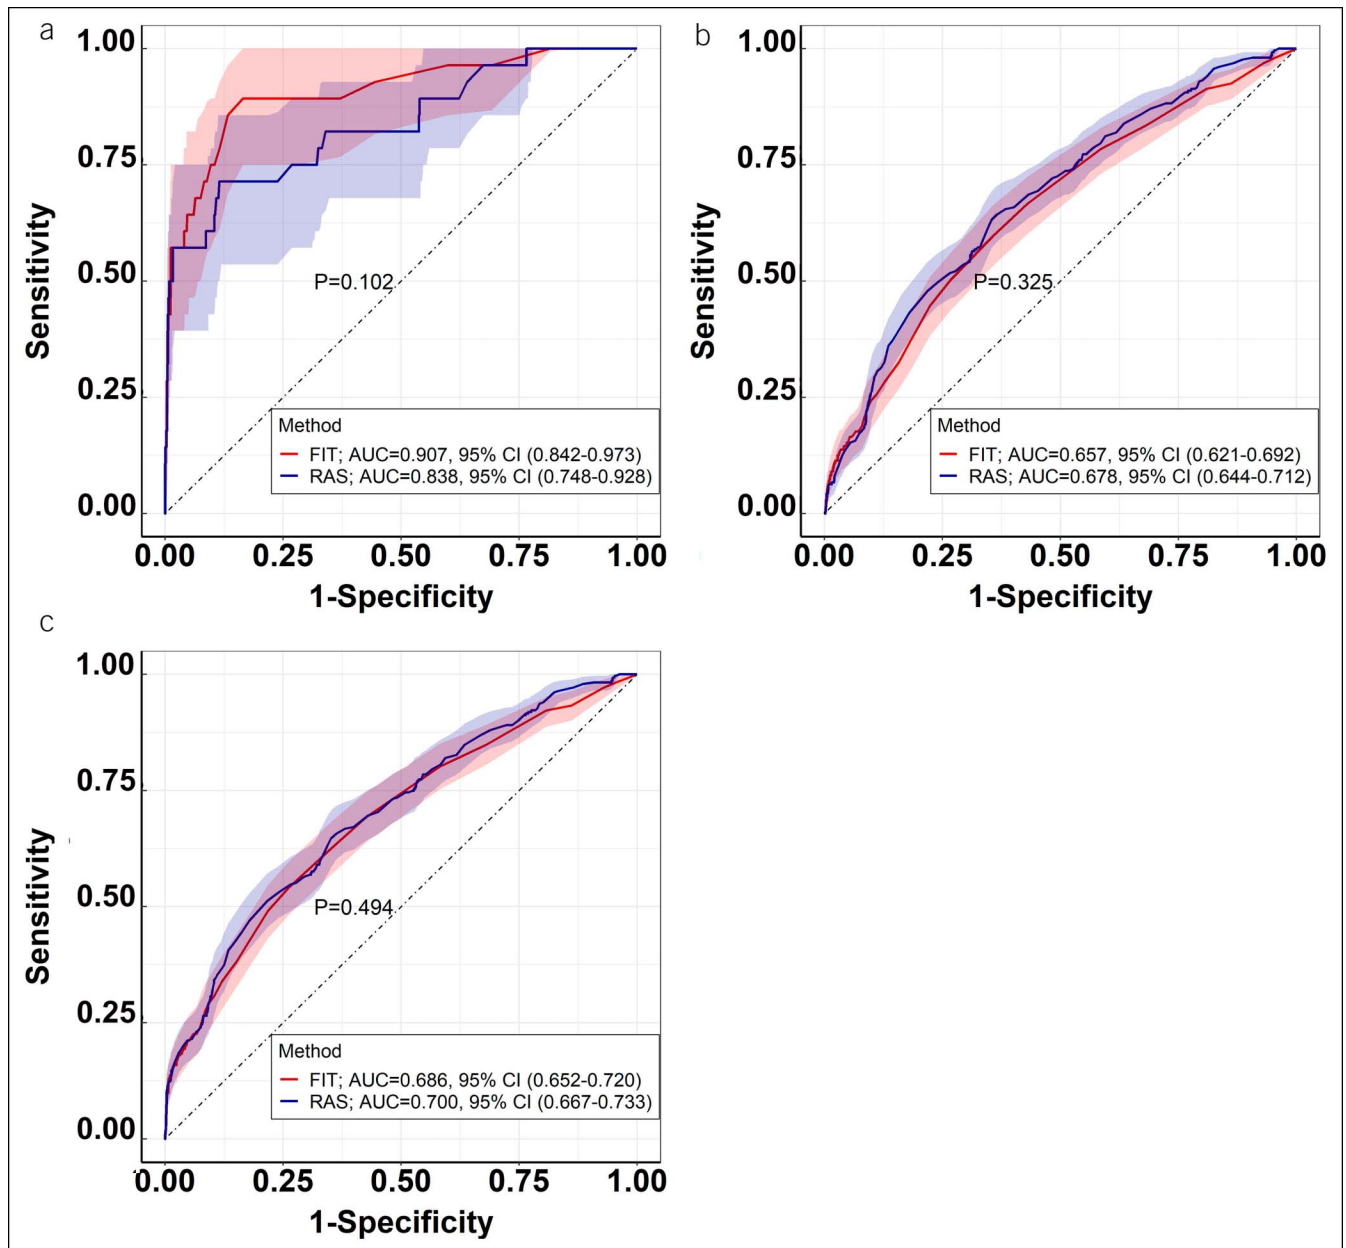 a
1.00
0.75
0.50
0.25
0.00
Sensitivity
P=0.102
Method
FIT; AUC=0.907, 95% CI (0.842-0.973)
RAS; AUC=0.838, 95% CI (0.748-0.928)
0.00 0.25 0.50 0.75 1.00
1-Specificity
b
1.00
0.75
0.50
0.25
0.00
Sensitivity
P=0.325
Method
FIT; AUC=0.657, 95% CI (0.621-0.692)
RAS; AUC=0.678, 95% CI (0.644-0.712)
0.00 0.25 0.50 0.75 1.00
1-Specificity
c
1.00
0.75
0.50
0.25
0.00
Sensitivity
P=0.494
Method
FIT; AUC=0.686, 95% CI (0.652-0.720)
RAS; AUC=0.700, 95% CI (0.667-0.733)
0.00 0.25 0.50 0.75 1.00
1-Specificity